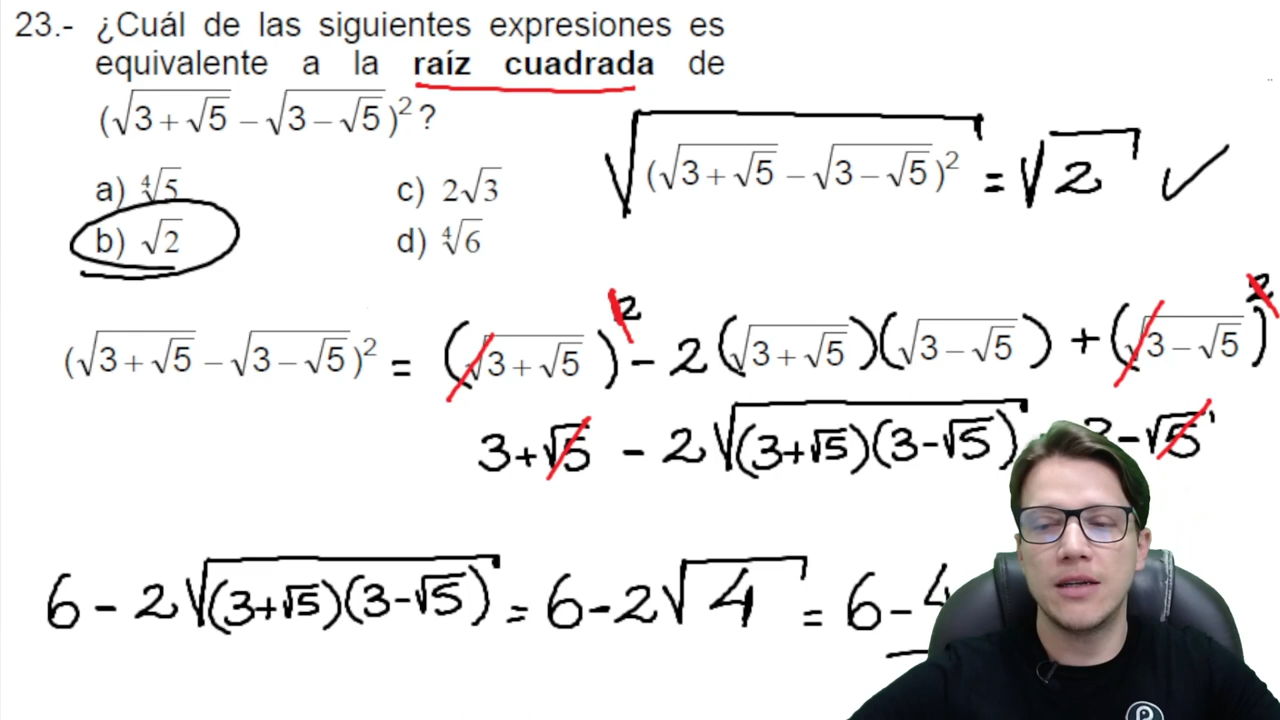 23.- ¿Cuál de las siguientes expresiones es
equivalente a la raíz cuadrada de
(√(3 + √5) − √(3 − √5))² ?
a) ∜5 c) 2√3
b) √2 d) ∜6
√((√(3 + √5) − √(3 − √5))²) = √2 ✓
(√(3 + √5) − √(3 − √5))² = (√(3 + √5))² − 2(√(3 + √5))(√(3 − √5)) + (√(3 − √5))²
3+√5 − 2√((3+√5)(3−√5)) −√5
6 − 2√((3+√5)(3−√5)) = 6−2√4 = 6−4